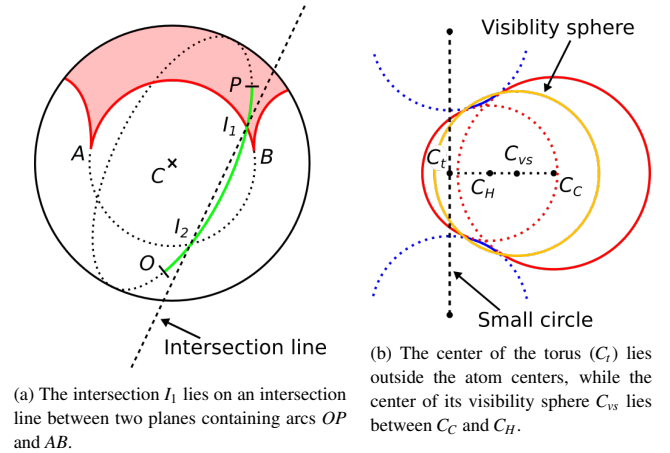 P
I1
A
B
C
I2
O
Intersection line
(a) The intersection I1 lies on an intersection
line between two planes containing arcs OP
and AB.
Visiblity sphere
Ct
Cvs
CH
CC
Small circle
(b) The center of the torus (Ct) lies
outside the atom centers, while the
center of its visibility sphere Cvs lies
between CC and CH.